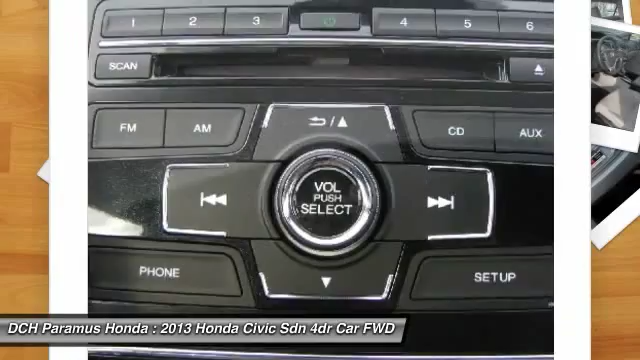 1 2 3 4 5 6
SCAN
FM AM CD AUX
VOL
PUSH
SELECT
PHONE SETUP
DCH Paramus Honda : 2013 Honda Civic Sdn 4dr Car FWD